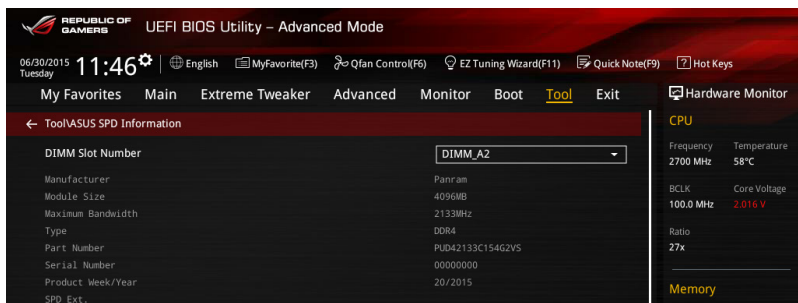 REPUBLIC OF
GAMERS
UEFI BIOS Utility – Advanced Mode
06/30/2015
Tuesday
11:46
English
MyFavorite(F3)
Qfan Control(F6)
EZ Tuning Wizard(F11)
Quick Note(F9)
? Hot Keys
My Favorites Main Extreme Tweaker Advanced Monitor Boot Tool Exit
Hardware Monitor
← Tool\ASUS SPD Information
DIMM Slot Number DIMM_A2
Manufacturer Panram
Module Size 4096MB
Maximum Bandwidth 2133MHz
Type DDR4
Part Number PUD42133C154G2VS
Serial Number 00000000
Product Week/Year 20/2015
SPD Ext.
CPU
Frequency Temperature
2700 MHz 58°C
BCLK Core Voltage
100.0 MHz 2.016 V
Ratio
27x
Memory